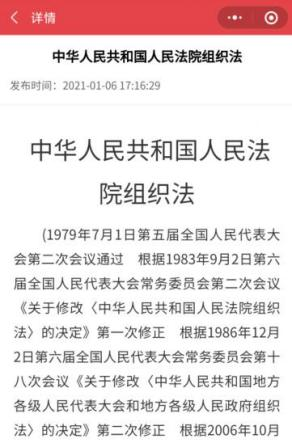 详情
中华人民共和国人民法院组织法
发布时间：2021-01-06 17:16:29
中华人民共和国人民法
院组织法
(1979年7月1日第五届全国人民代表大
会第二次会议通过　根据1983年9月2日第六
届全国人民代表大会常务委员会第二次会议
《关于修改〈中华人民共和国人民法院组织
法〉的决定》第一次修正　根据1986年12月
2日第六届全国人民代表大会常务委员会第十
八次会议《关于修改〈中华人民共和国地方
各级人民代表大会和地方各级人民政府组织
法〉的决定》第二次修正　根据2006年10月